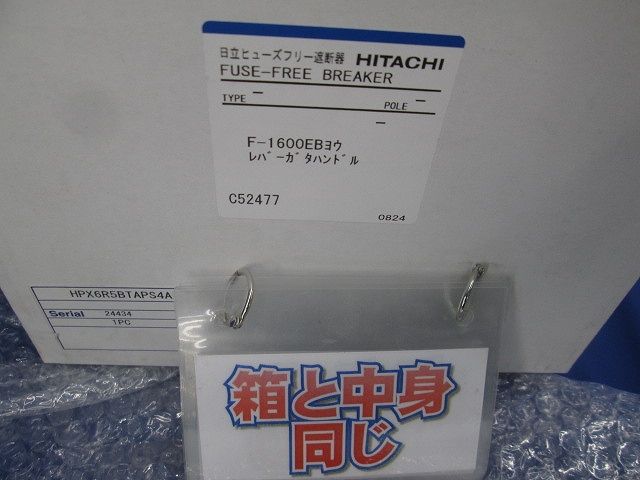 日立ヒューズフリー遮断器 HITACHI
FUSE-FREE BREAKER
TYPE － POLE －
－
F-1600EBヨウ
レバーガタハンドル
C52477
0824
HPX6R5BTAPS4A
Serial 24434
1PC
箱と中身
同じ